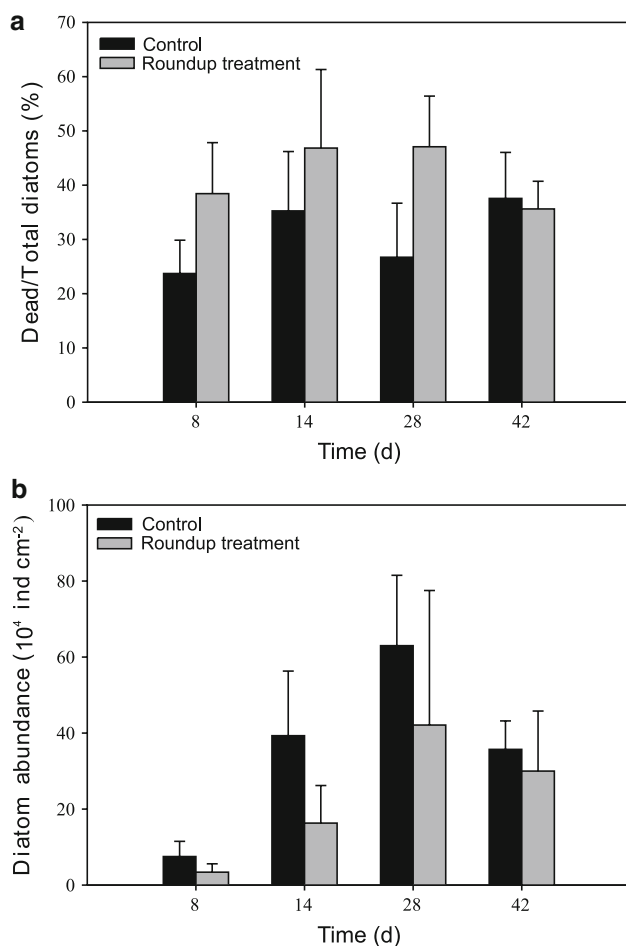 a
70
60
50
40
30
20
10
0
Dead/Total diatoms (%)
Control
Roundup treatment
8 14 28 42
Time (d)
b
100
80
60
40
20
0
Diatom abundance (10⁴ ind cm⁻²)
Control
Roundup treatment
8 14 28 42
Time (d)